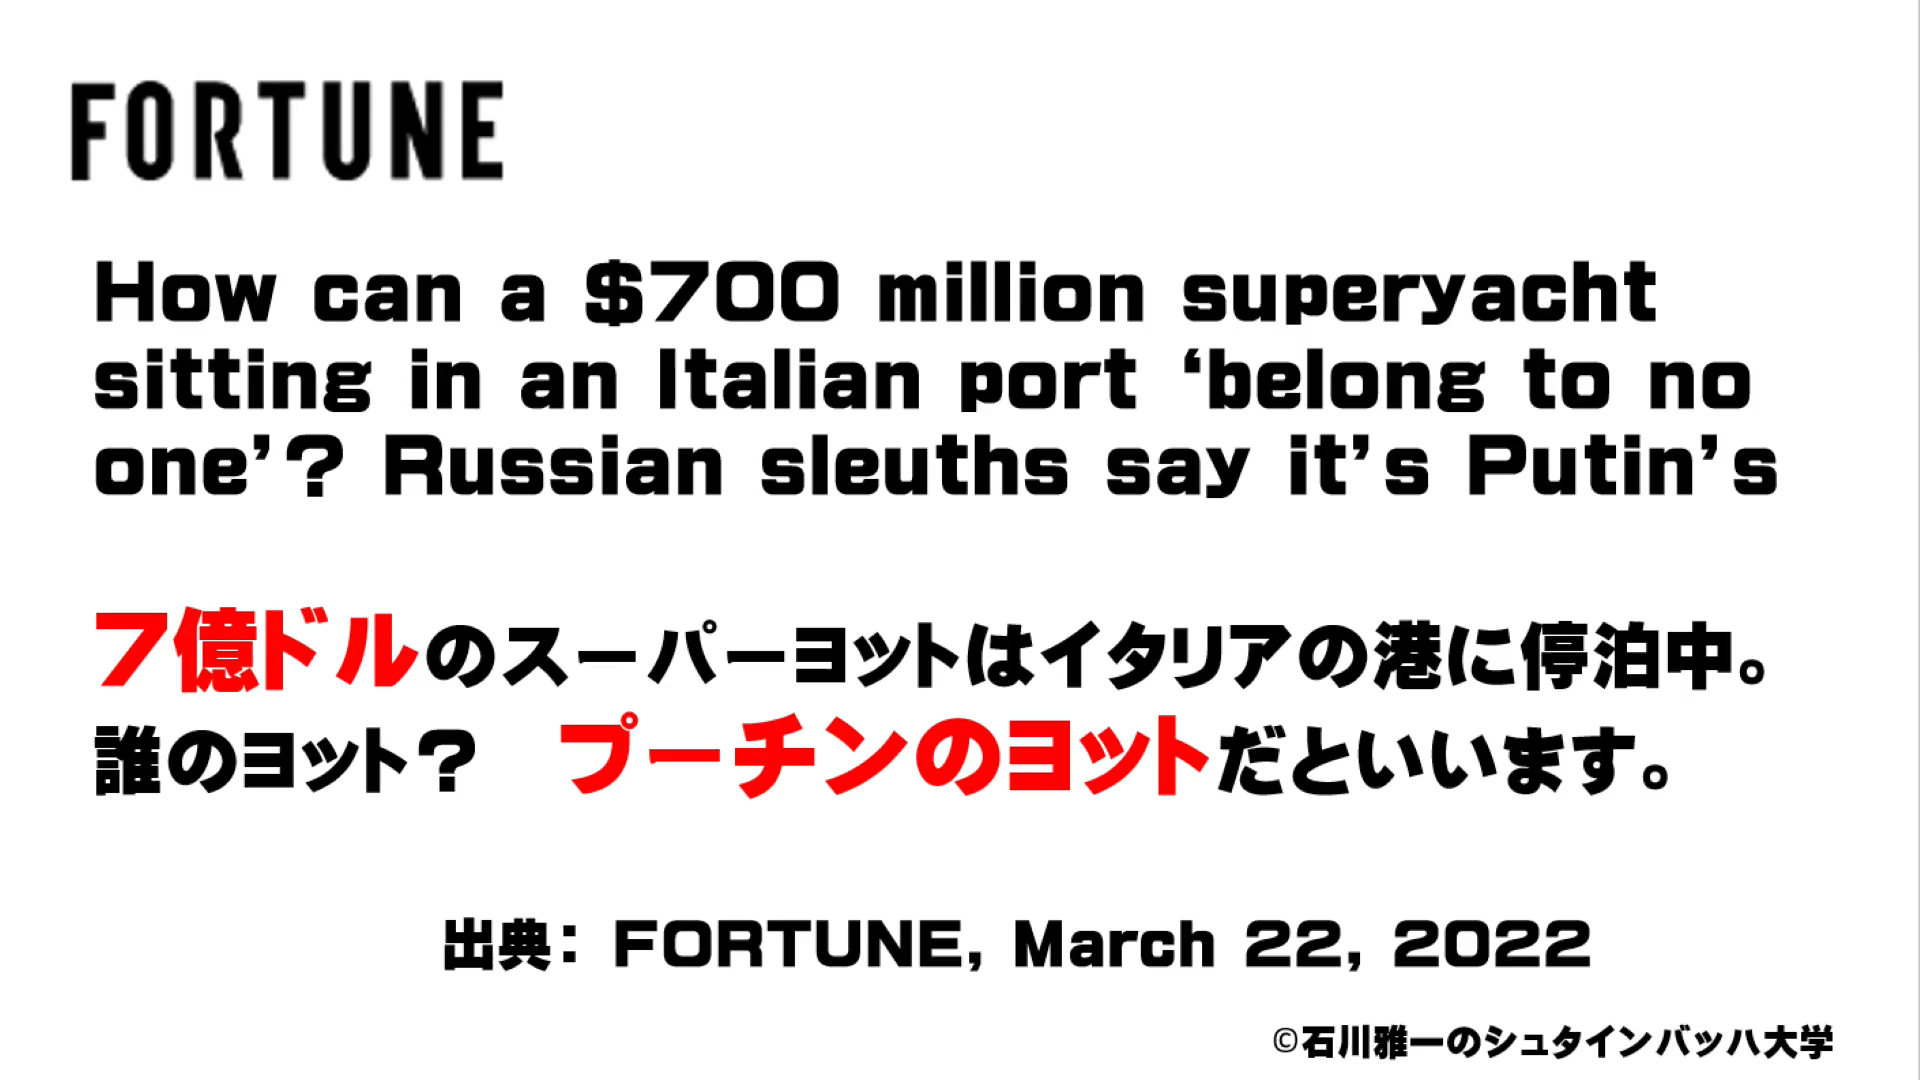 FORTUNE
How can a $700 million superyacht
sitting in an Italian port ‘belong to no
one’? Russian sleuths say it’s Putin’s
7億ドルのスーパーヨットはイタリアの港に停泊中。
誰のヨット？　プーチンのヨットだといいます。
出典： FORTUNE, March 22, 2022
©石川雅一のシュタインバッハ大学